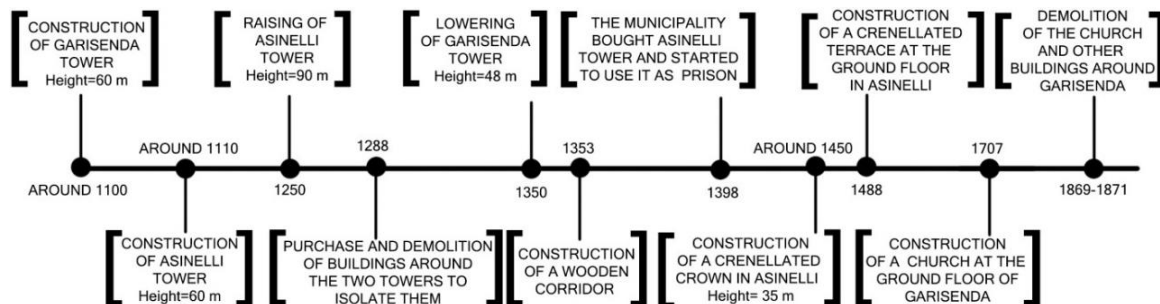 CONSTRUCTION
OF GARISENDA
TOWER
Height=60 m
RAISING OF
ASINELLI
TOWER
Height=90 m
LOWERING
OF GARISENDA
TOWER
Height=48 m
THE MUNICIPALITY
BOUGHT ASINELLI
TOWER AND STARTED
TO USE IT AS PRISON
CONSTRUCTION
OF A CRENELLATED
TERRACE AT THE
GROUND FLOOR
IN ASINELLI
DEMOLITION
OF THE CHURCH
AND OTHER
BUILDINGS AROUND
GARISENDA
AROUND 1100
AROUND 1110
1250
1288
1350
1353
1398
AROUND 1450
1488
1707
1869-1871
CONSTRUCTION
OF ASINELLI
TOWER
Height=60 m
PURCHASE AND DEMOLITION
OF BUILDINGS AROUND
THE TWO TOWERS TO
ISOLATE THEM
CONSTRUCTION
OF A WOODEN
CORRIDOR
CONSTRUCTION
OF A CRENELLATED
CROWN IN ASINELLI
Height= 35 m
CONSTRUCTION
OF A CHURCH AT THE
GROUND FLOOR OF
GARISENDA